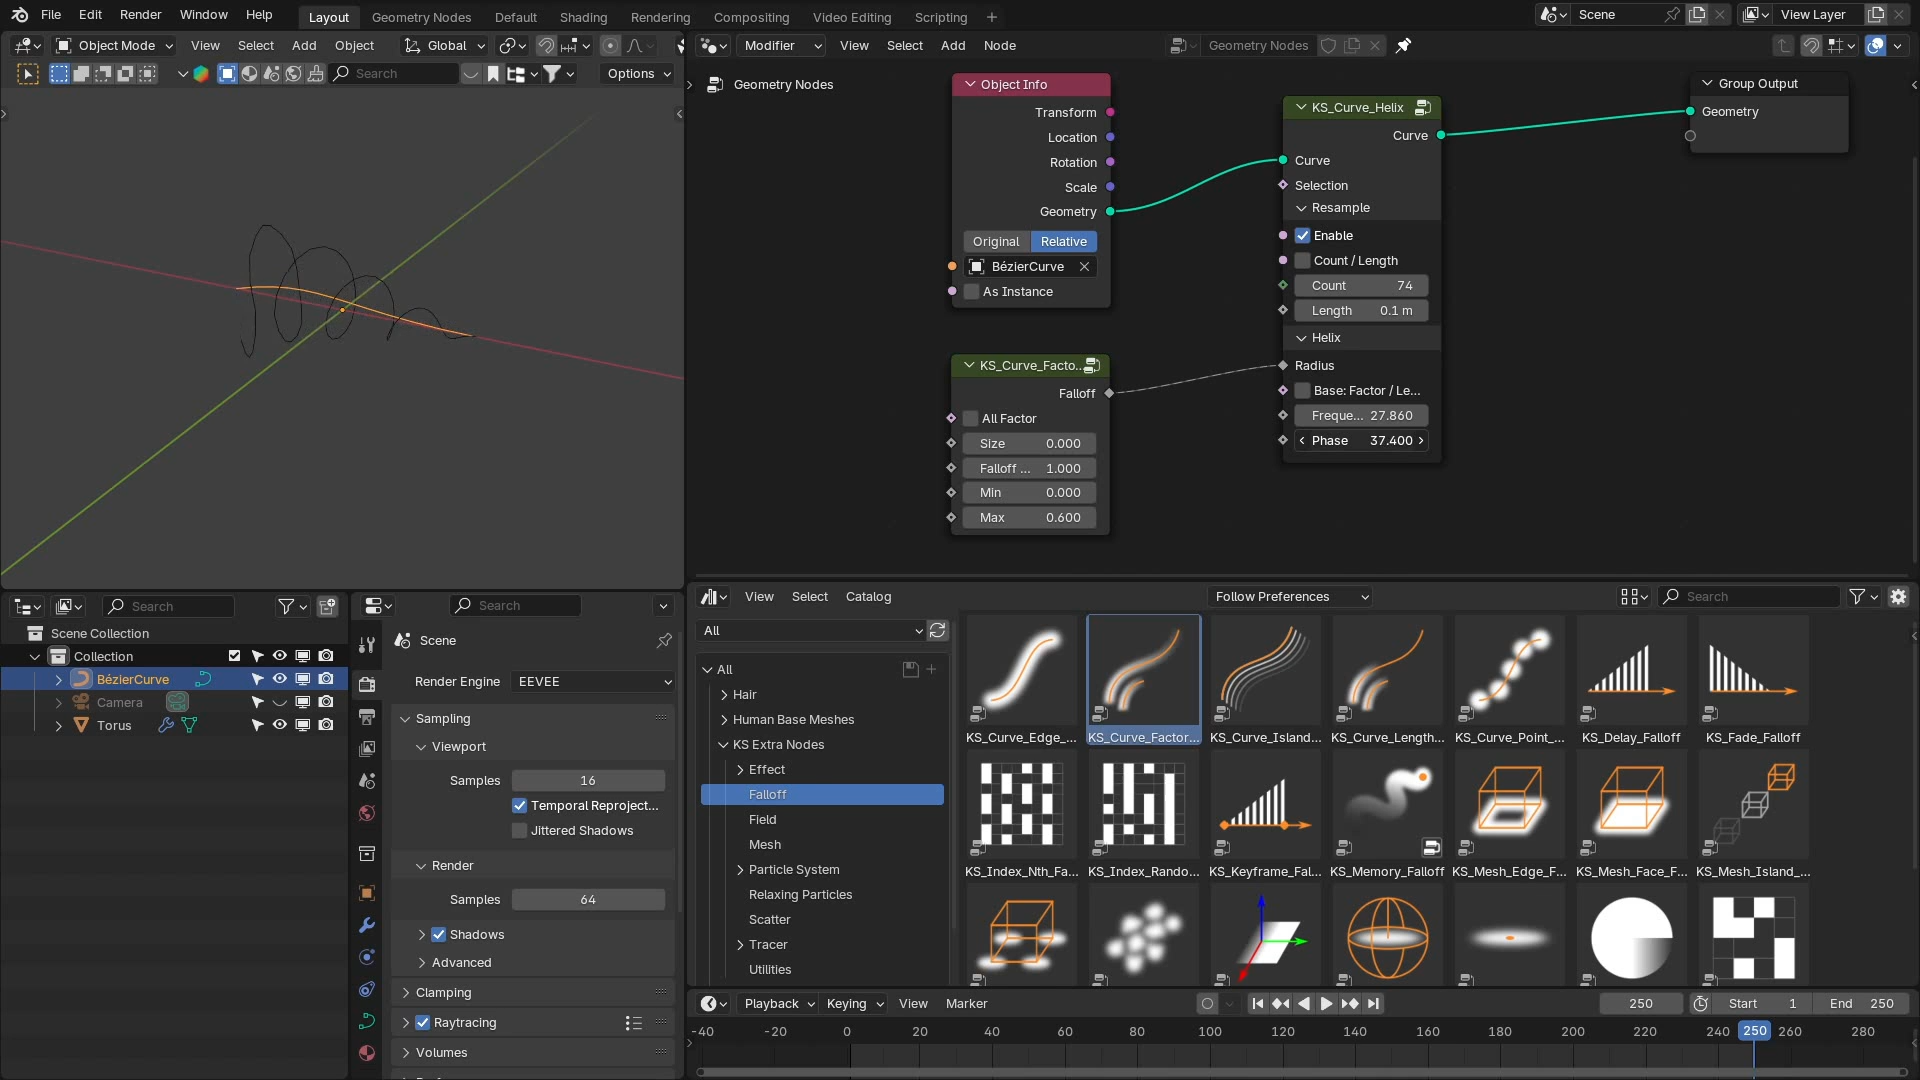 File Edit Render Window Help
Layout Geometry Nodes Default Shading Rendering Compositing Video Editing Scripting +
Scene
View Layer
Object Mode View Select Add Object Global
Search Options
Modifier View Select Add Node Geometry Nodes
Geometry Nodes
Object Info
Transform
Location
Rotation
Scale
Geometry
Original Relative
BézierCurve
As Instance
KS_Curve_Facto...
Falloff
All Factor
Size 0.000
Falloff ... 1.000
Min 0.000
Max 0.600
KS_Curve_Helix
Curve
Curve
Selection
Resample
Enable
Count / Length
Count 74
Length 0.1 m
Helix
Radius
Base: Factor / Le...
Freque... 27.860
Phase 37.400
Group Output
Geometry
Search
Scene Collection
Collection
BézierCurve
Camera
Torus
Search
Scene
Render Engine EEVEE
Sampling
Viewport
Samples 16
Temporal Reproject...
Jittered Shadows
Render
Samples 64
Shadows
Advanced
Clamping
Raytracing
Volumes
View Select Catalog Follow Preferences Search
All
All
Hair
Human Base Meshes
KS Extra Nodes
Effect
Falloff
Field
Mesh
Particle System
Relaxing Particles
Scatter
Tracer
Utilities
KS_Curve_Edge_... KS_Curve_Factor... KS_Curve_Island... KS_Curve_Length... KS_Curve_Point_... KS_Delay_Falloff KS_Fade_Falloff
KS_Index_Nth_Fa... KS_Index_Rando... KS_Keyframe_Fal... KS_Memory_Falloff KS_Mesh_Edge_F... KS_Mesh_Face_F... KS_Mesh_Island_...
Playback Keying View Marker 250 Start 1 End 250
-40 -20 0 20 40 60 80 100 120 140 160 180 200 220 240 250 260 280